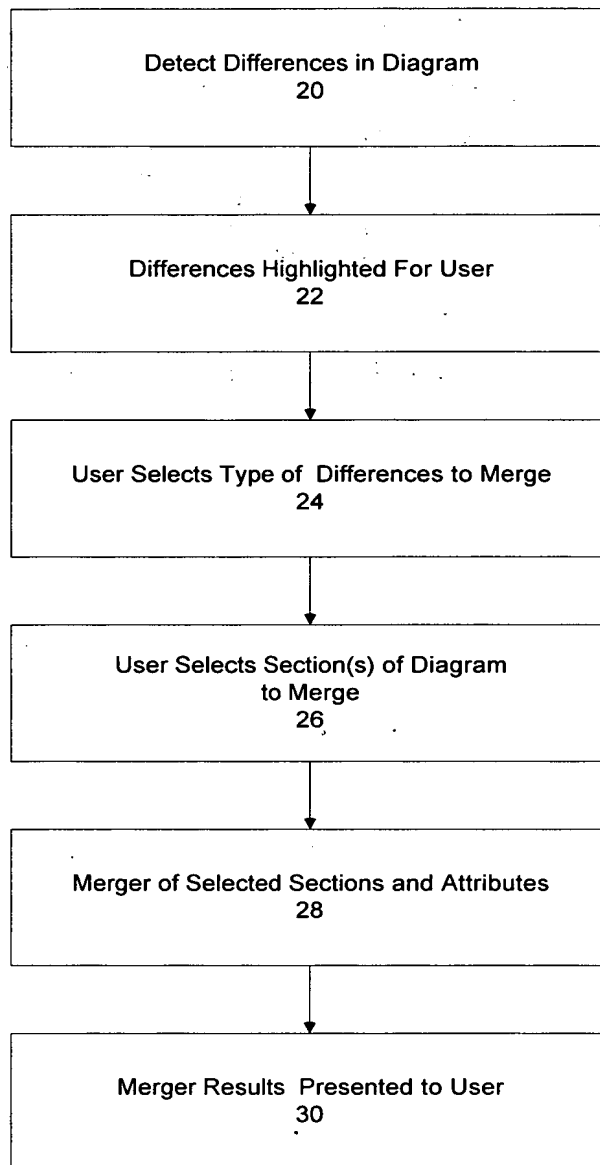 Detect Differences in Diagram
20
Differences Highlighted For User
22
User Selects Type of Differences to Merge
24
User Selects Section(s) of Diagram
to Merge
26
Merger of Selected Sections and Attributes
28
Merger Results Presented to User
30